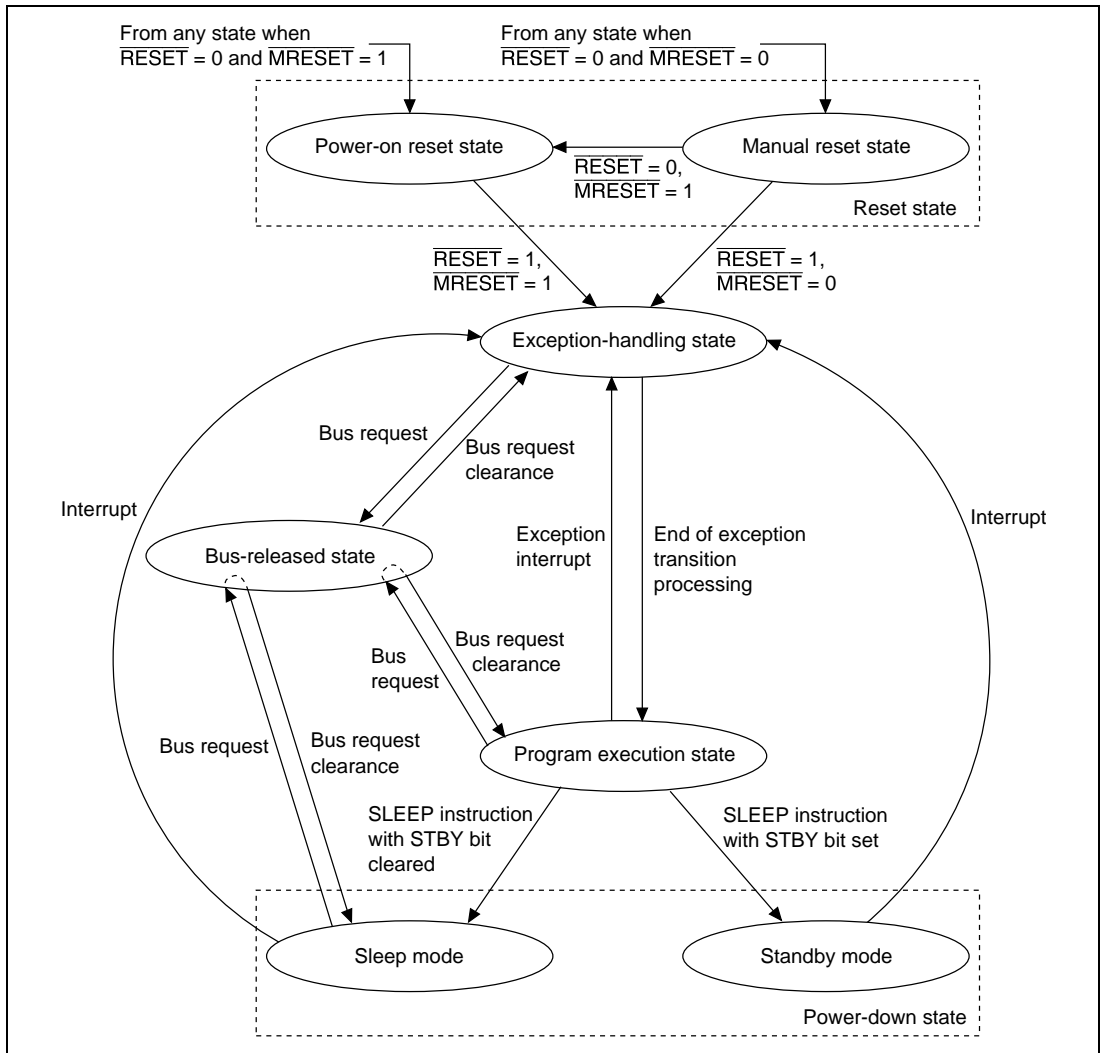 From any state when
RESET = 0 and MRESET = 1
From any state when
RESET = 0 and MRESET = 0
Power-on reset state
Manual reset state
RESET = 0,
MRESET = 1
Reset state
RESET = 1,
MRESET = 1
RESET = 1,
MRESET = 0
Exception-handling state
Bus request
Bus request
clearance
Interrupt
Interrupt
Exception
interrupt
End of exception
transition
processing
Bus-released state
Bus request
clearance
Bus
request
Bus request
Bus request
clearance
Program execution state
SLEEP instruction
with STBY bit
cleared
SLEEP instruction
with STBY bit set
Sleep mode
Standby mode
Power-down state